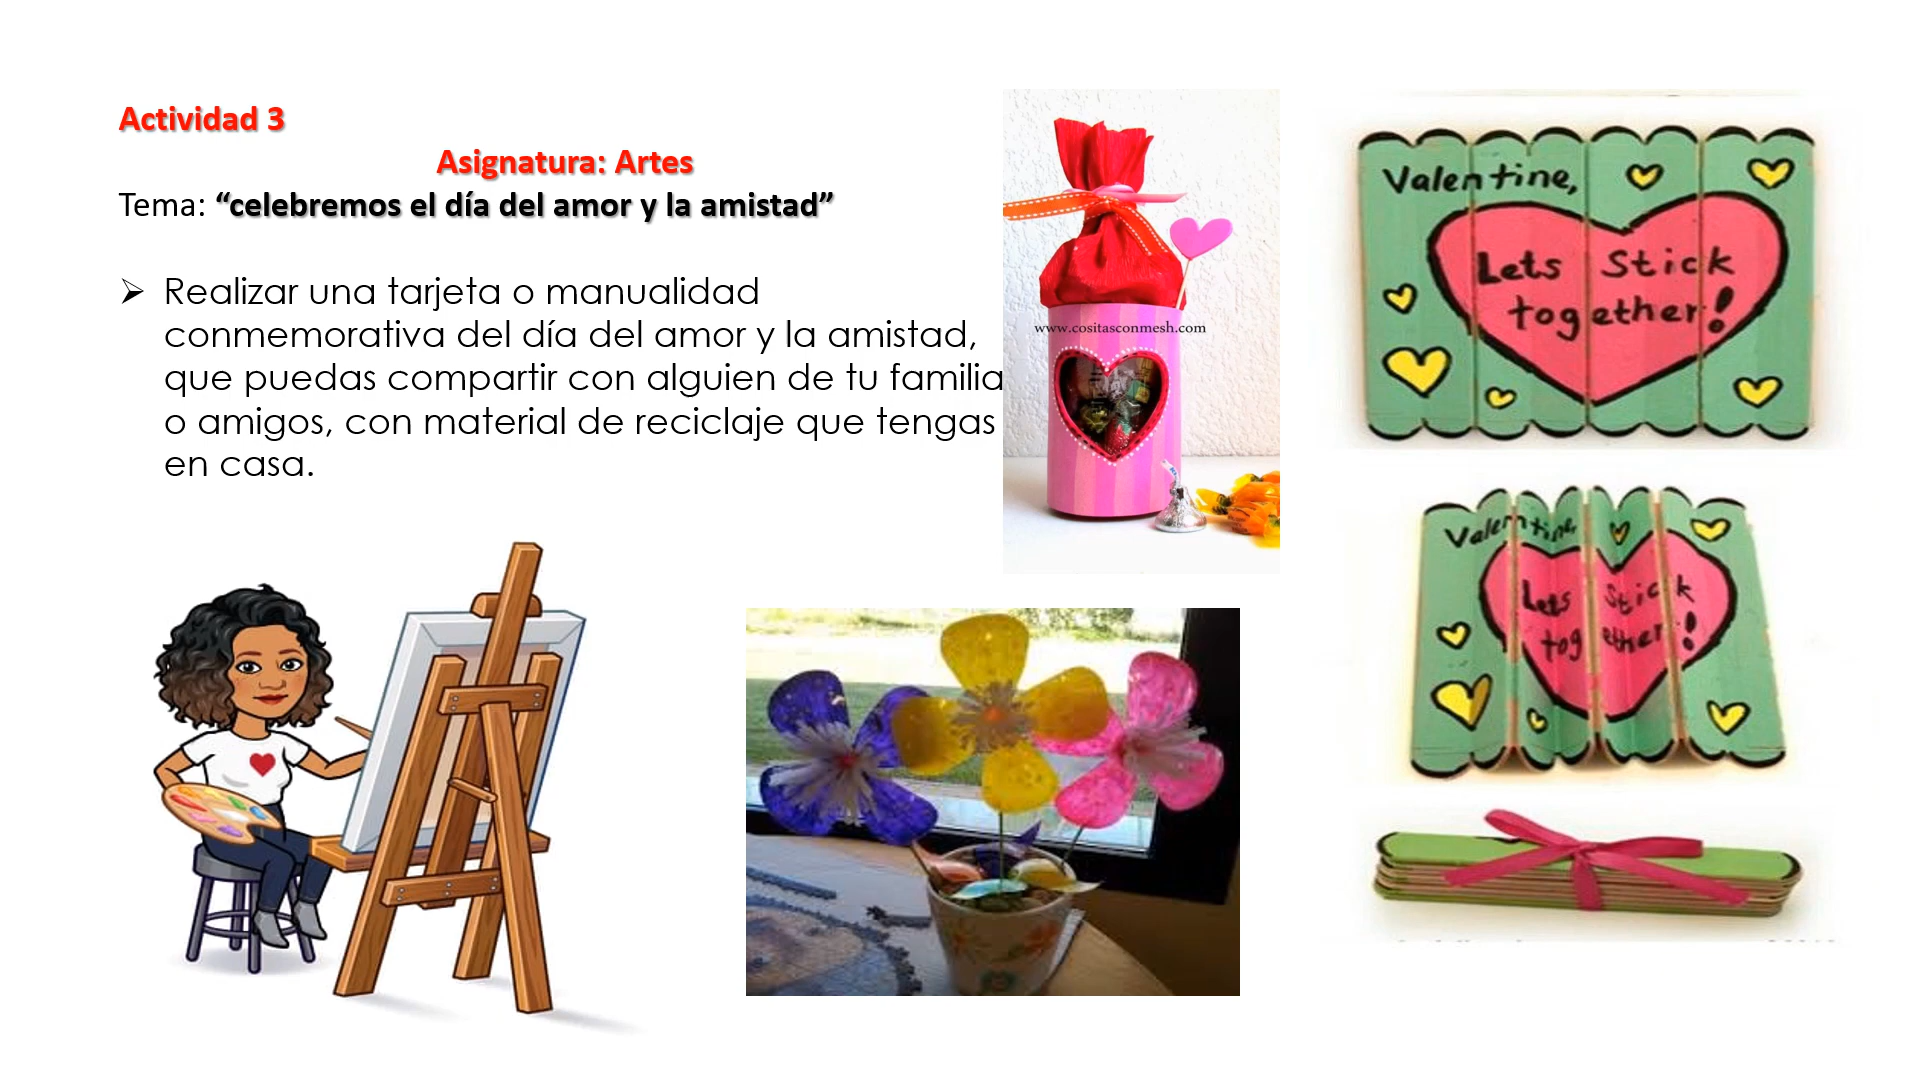 Actividad 3
Asignatura: Artes
Tema: “celebremos el día del amor y la amistad”
➢ Realizar una tarjeta o manualidad
conmemorativa del día del amor y la amistad,
que puedas compartir con alguien de tu familia
o amigos, con material de reciclaje que tengas
en casa.
www.cositasconmesh.com
Valentine,
Lets Stick
together!
Valentine,
Lets Stick
together!